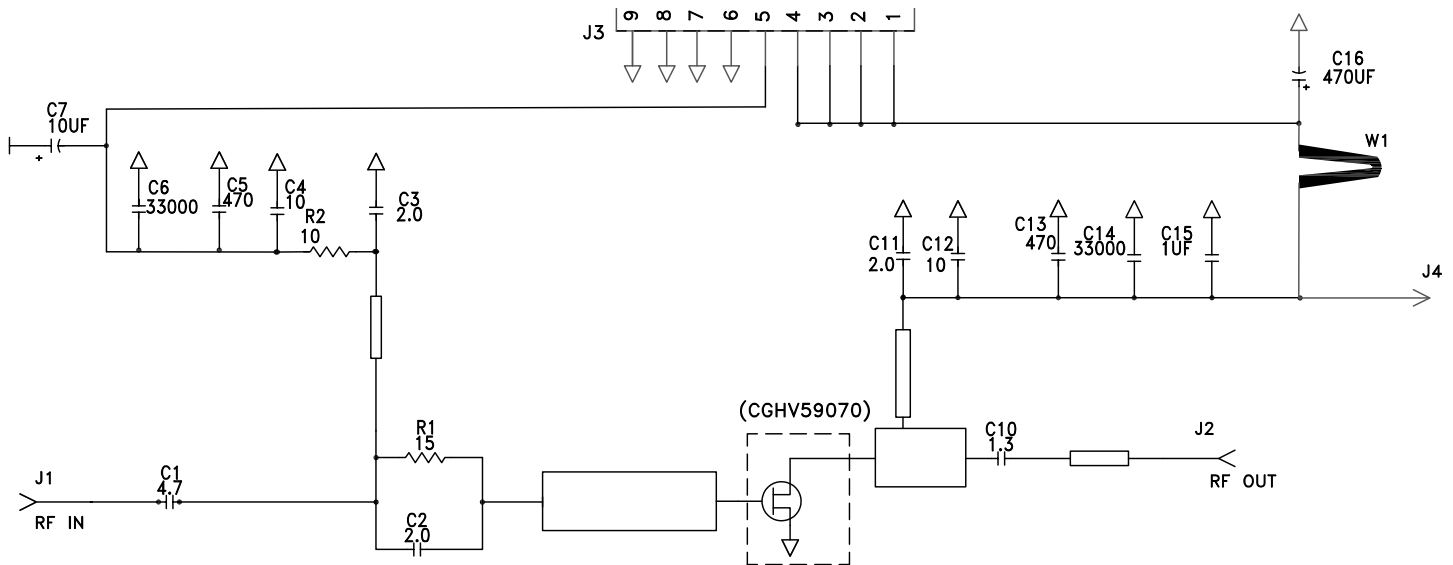 J3
9 8 7 6 5 4 3 2 1
C16
470UF
C7
10UF
+
+
W1
C6
33000
C5
470
C4
10
R2
10
C3
2.0
C11
2.0
C12
10
C13
470
C14
33000
C15
1UF
J4
(CGHV59070)
R1
15
C10
1.3
J2
RF OUT
J1
RF IN
C1
4.7
C2
2.0